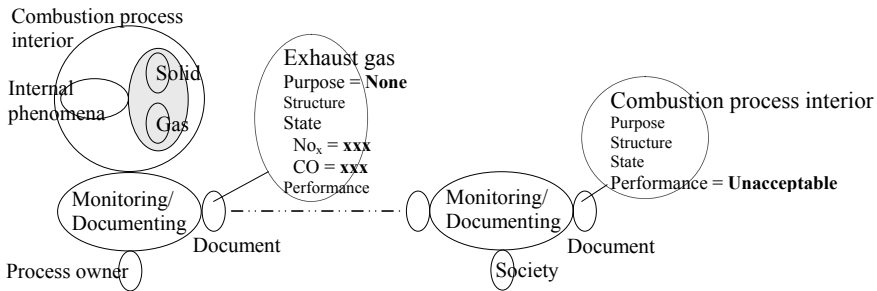 Combustion process
interior
Solid
Internal
phenomena
Gas
Exhaust gas
Purpose = None
Structure
State
Noₓ = xxx
CO = xxx
Performance
Combustion process interior
Purpose
Structure
State
Performance = Unacceptable
Monitoring/
Documenting
Document
Process owner
Monitoring/
Documenting
Document
Society